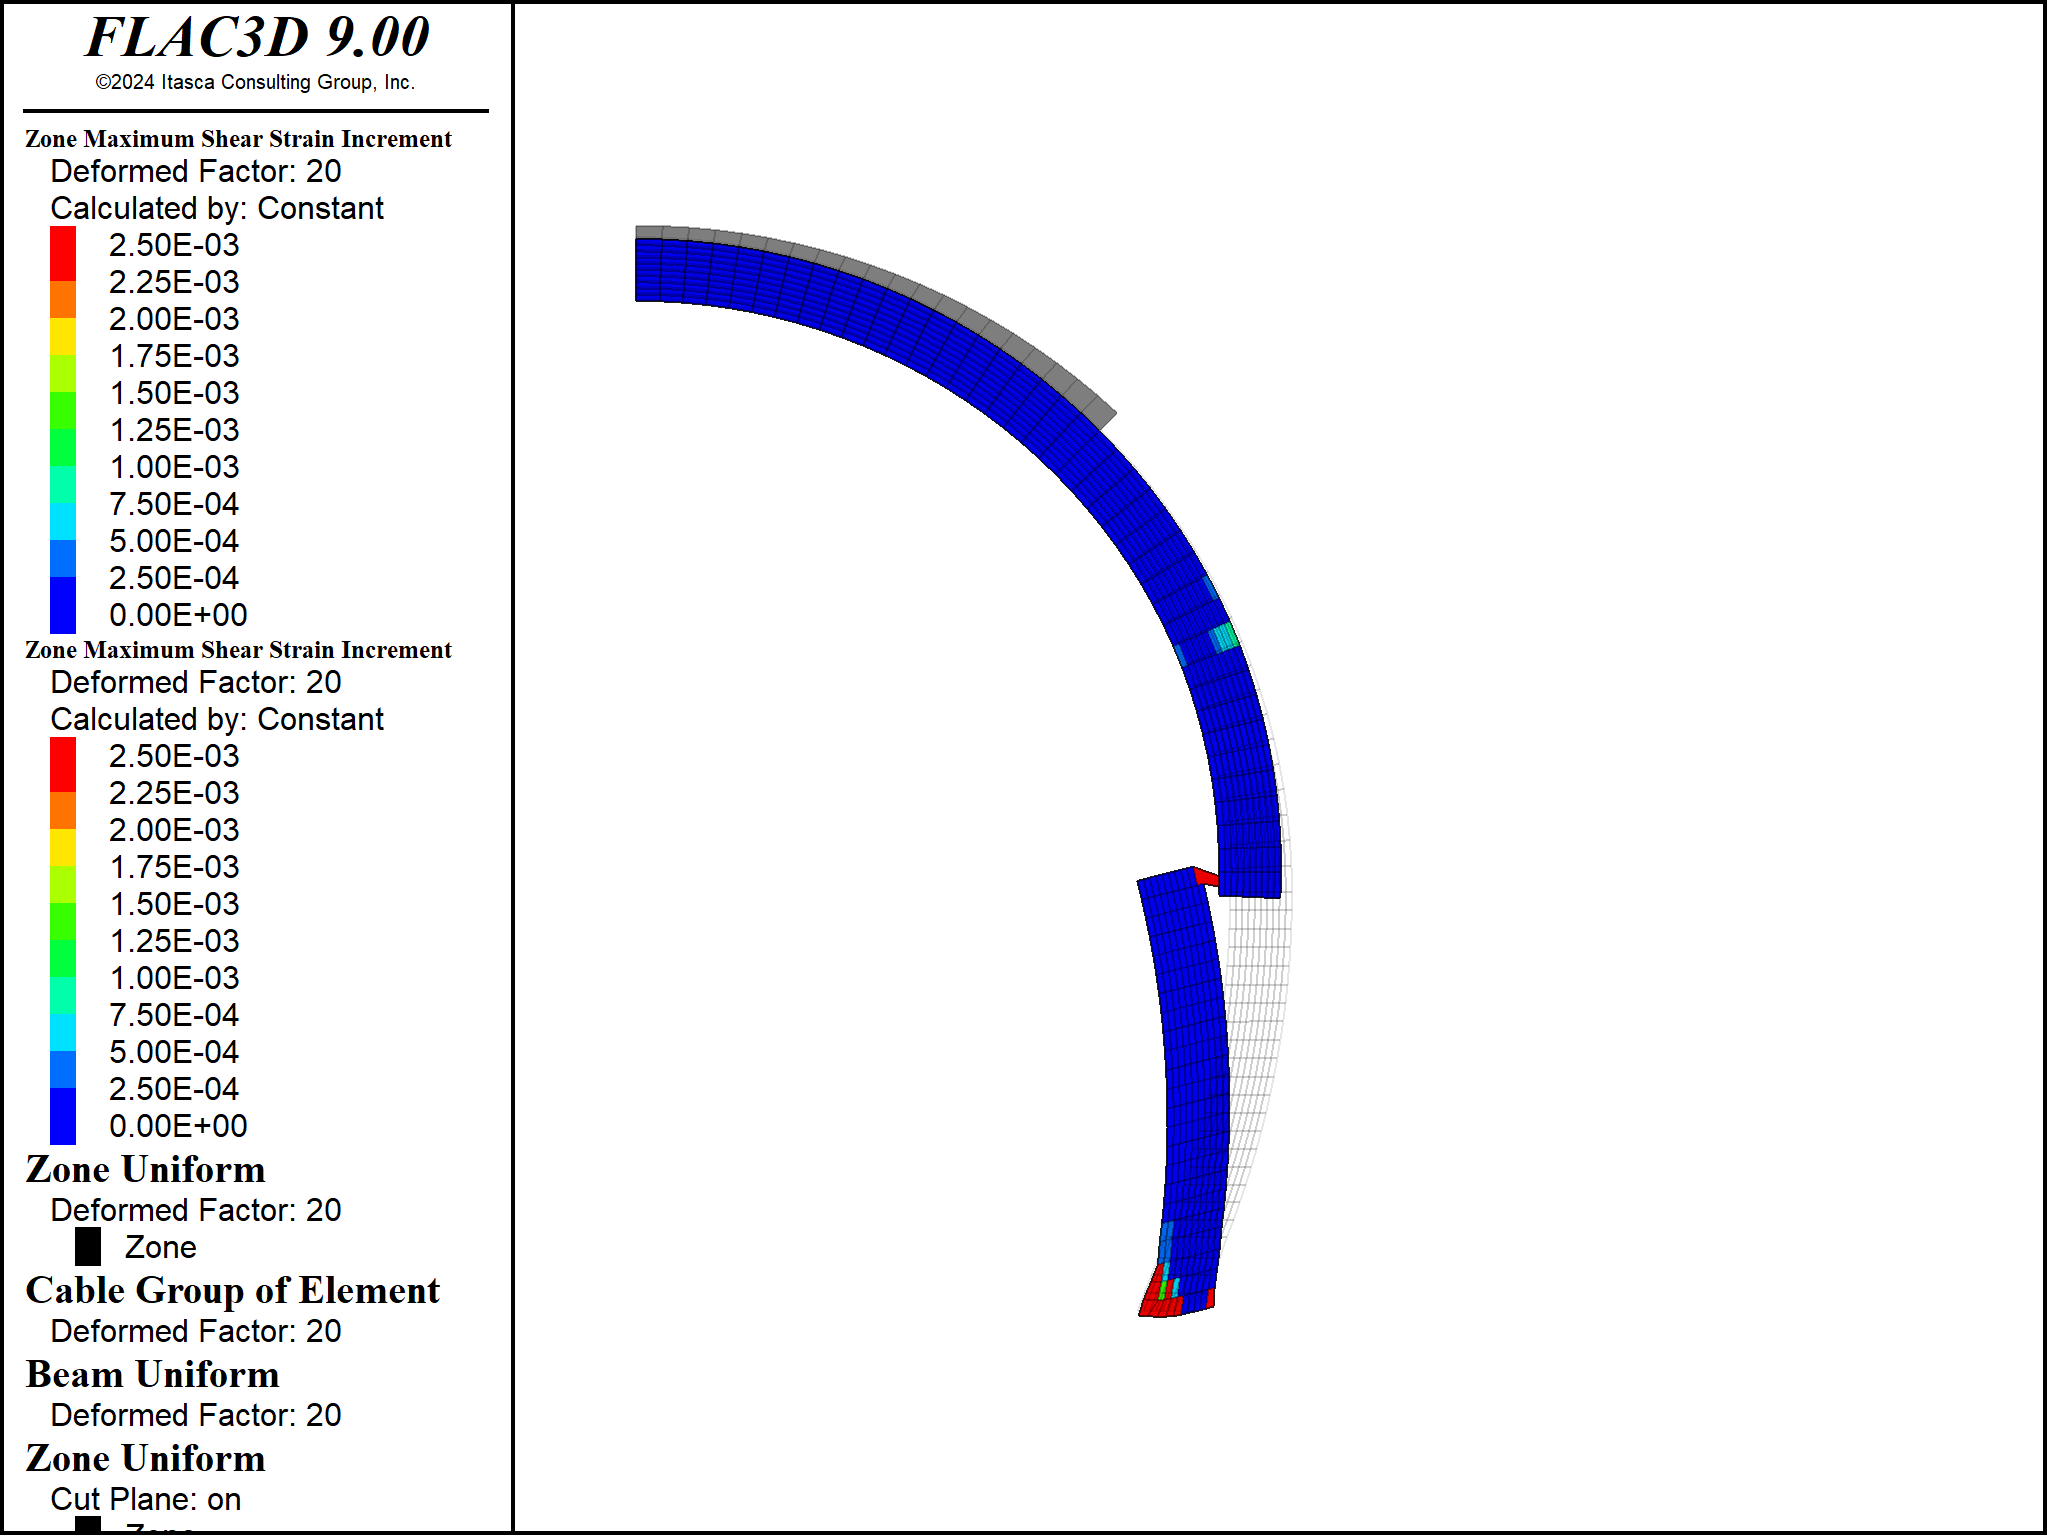 FLAC3D 9.00
©2024 Itasca Consulting Group, Inc.
Zone Maximum Shear Strain Increment
Deformed Factor: 20
Calculated by: Constant
2.50E-03
2.25E-03
2.00E-03
1.75E-03
1.50E-03
1.25E-03
1.00E-03
7.50E-04
5.00E-04
2.50E-04
0.00E+00
Zone Maximum Shear Strain Increment
Deformed Factor: 20
Calculated by: Constant
2.50E-03
2.25E-03
2.00E-03
1.75E-03
1.50E-03
1.25E-03
1.00E-03
7.50E-04
5.00E-04
2.50E-04
0.00E+00
Zone Uniform
Deformed Factor: 20
Zone
Cable Group of Element
Deformed Factor: 20
Beam Uniform
Deformed Factor: 20
Zone Uniform
Cut Plane: on